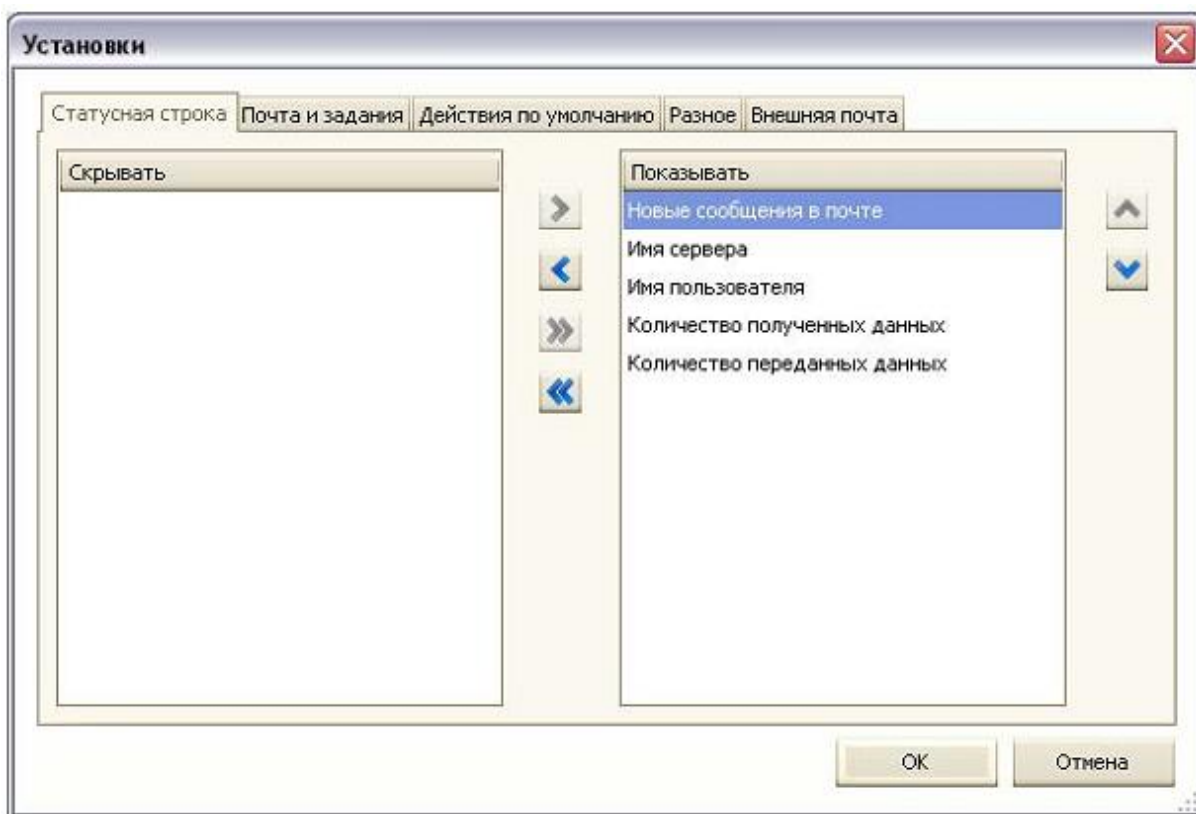 Установки
Статусная строка Почта и задания Действия по умолчанию Разное Внешняя почта
Скрывать
Показывать
Новые сообщения в почте
Имя сервера
Имя пользователя
Количество полученных данных
Количество переданных данных
OK Отмена